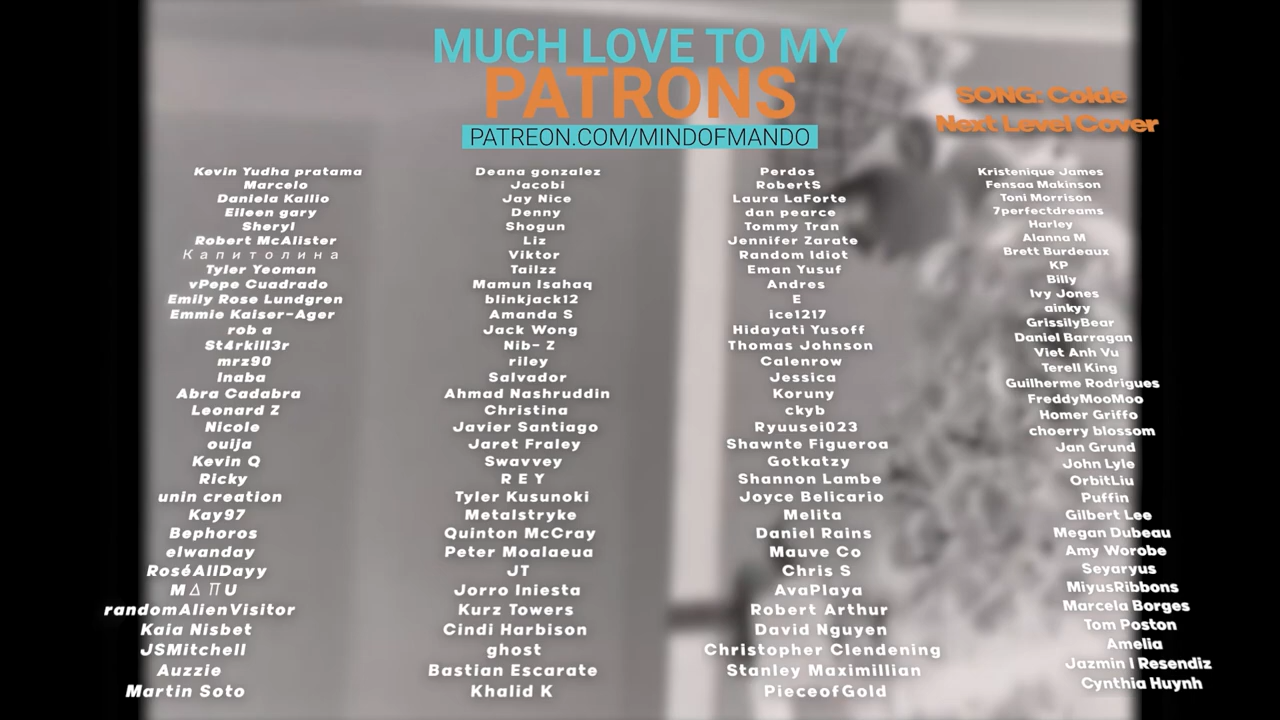 MUCH LOVE TO MY
PATRONS
PATREON.COM/MINDOFMANDO
SONG: Colde
Next Level Cover
Kevin Yudha pratama
Marcelo
Daniela Kallio
Eileen gary
Sheryl
Robert McAlister
Капитолина
Tyler Yeoman
vPepe Cuadrado
Emily Rose Lundgren
Emmie Kaiser-Ager
rob a
St4rkill3r
mrz90
Inaba
Abra Cadabra
Leonard Z
Nicole
ouija
Kevin Q
Ricky
unin creation
Kay97
Bephoros
elwanday
RoséAllDayy
M Δ Π U
randomAlienVisitor
Kaia Nisbet
JSMitchell
Auzzie
Martin Soto
Deana gonzalez
Jacobi
Jay Nice
Denny
Shogun
Liz
Viktor
Tailzz
Mamun Isahaq
blinkjack12
Amanda S
Jack Wong
Nib- Z
riley
Salvador
Ahmad Nashruddin
Christina
Javier Santiago
Jaret Fraley
Swavvey
R E Y
Tyler Kusunoki
Metalstryke
Quinton McCray
Peter Moalaeua
JT
Jorro Iniesta
Kurz Towers
Cindi Harbison
ghost
Bastian Escarate
Khalid K
Perdos
RobertS
Laura LaForte
dan pearce
Tommy Tran
Jennifer Zarate
Random Idiot
Eman Yusuf
Andres
E
ice1217
Hidayati Yusoff
Thomas Johnson
Calenrow
Jessica
Koruny
ckyb
Ryuusei023
Shawnte Figueroa
Gotkatzy
Shannon Lambe
Joyce Belicario
Melita
Daniel Rains
Mauve Co
Chris S
AvaPlaya
Robert Arthur
David Nguyen
Christopher Clendening
Stanley Maximillian
PieceofGold
Kristenique James
Fensaa Makinson
Toni Morrison
7perfectdreams
Harley
Alanna M
Brett Burdeaux
KP
Billy
Ivy Jones
ainkyy
GrissilyBear
Daniel Barragan
Viet Anh Vu
Terell King
Guilherme Rodrigues
FreddyMooMoo
Homer Griffo
choerry blossom
Jan Grund
John Lyle
OrbitLiu
Puffin
Gilbert Lee
Megan Dubeau
Amy Worobe
Seyaryus
MiyusRibbons
Marcela Borges
Tom Poston
Amelia
Jazmin I Resendiz
Cynthia Huynh